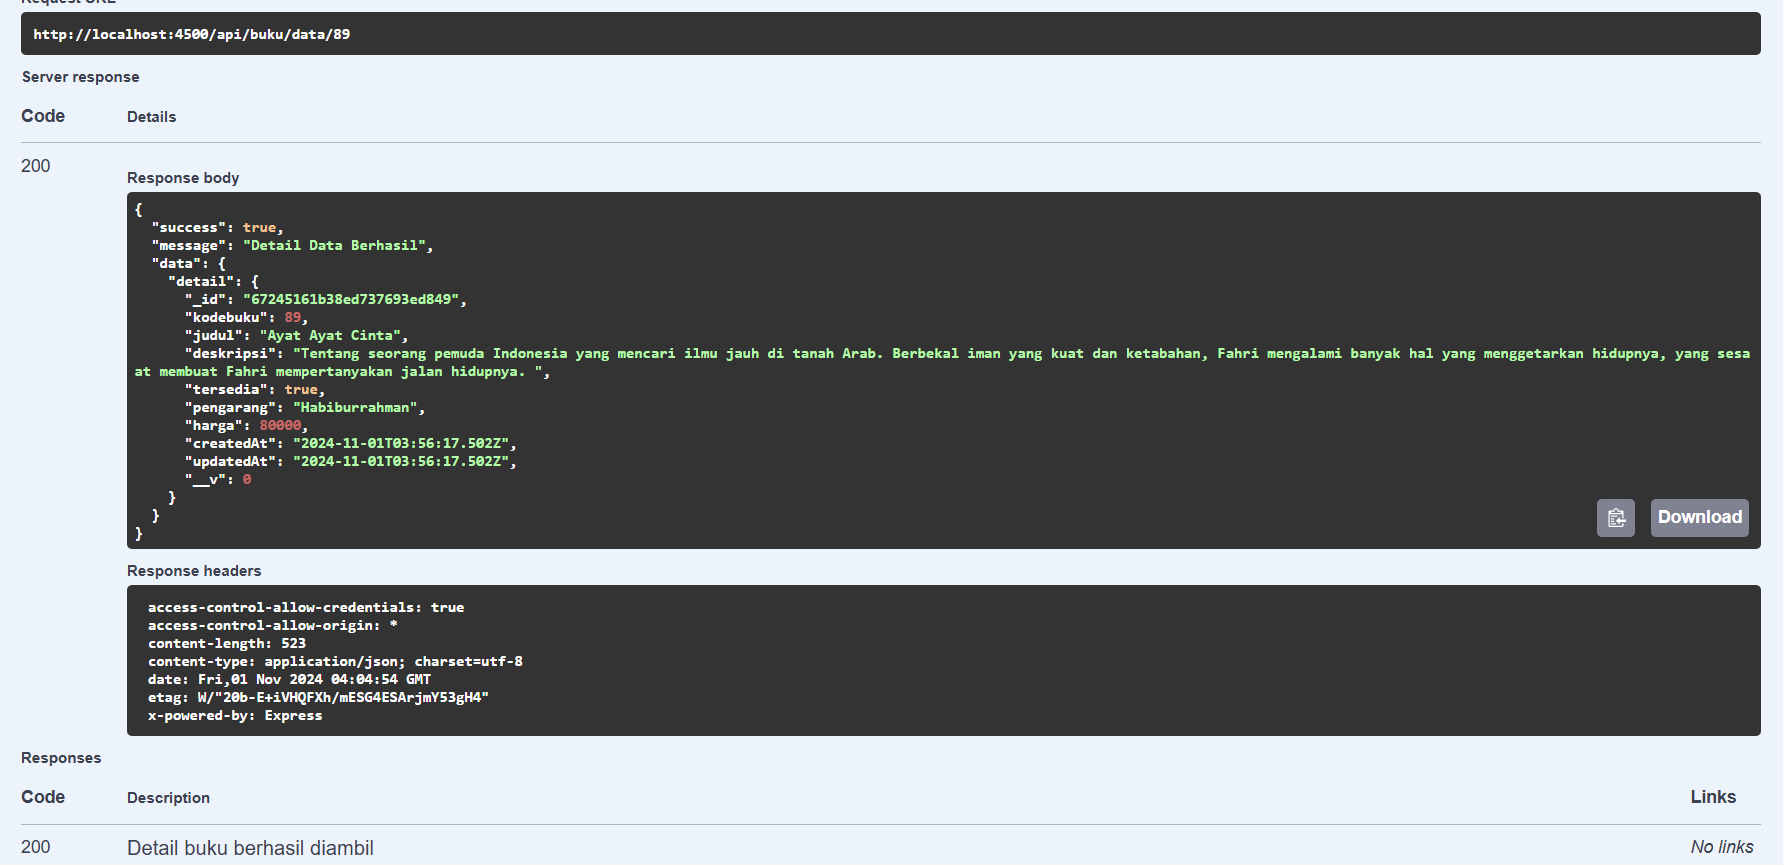 Request URL
http://localhost:4500/api/buku/data/89
Server response
Code Details
200
Response body
{
  "success": true,
  "message": "Detail Data Berhasil",
  "data": {
    "detail": {
      "_id": "67245161b38ed737693ed849",
      "kodebuku": 89,
      "judul": "Ayat Ayat Cinta",
      "deskripsi": "Tentang seorang pemuda Indonesia yang mencari ilmu jauh di tanah Arab. Berbekal iman yang kuat dan ketabahan, Fahri mengalami banyak hal yang menggetarkan hidupnya, yang sesa
at membuat Fahri mempertanyakan jalan hidupnya. ",
      "tersedia": true,
      "pengarang": "Habiburrahman",
      "harga": 80000,
      "createdAt": "2024-11-01T03:56:17.502Z",
      "updatedAt": "2024-11-01T03:56:17.502Z",
      "__v": 0
    }
  }
}
Download
Response headers
access-control-allow-credentials: true
access-control-allow-origin: *
content-length: 523
content-type: application/json; charset=utf-8
date: Fri,01 Nov 2024 04:04:54 GMT
etag: W/"20b-E+iVHQFXh/mESG4ESArjmY53gH4"
x-powered-by: Express
Responses
Code Description Links
200 Detail buku berhasil diambil No links